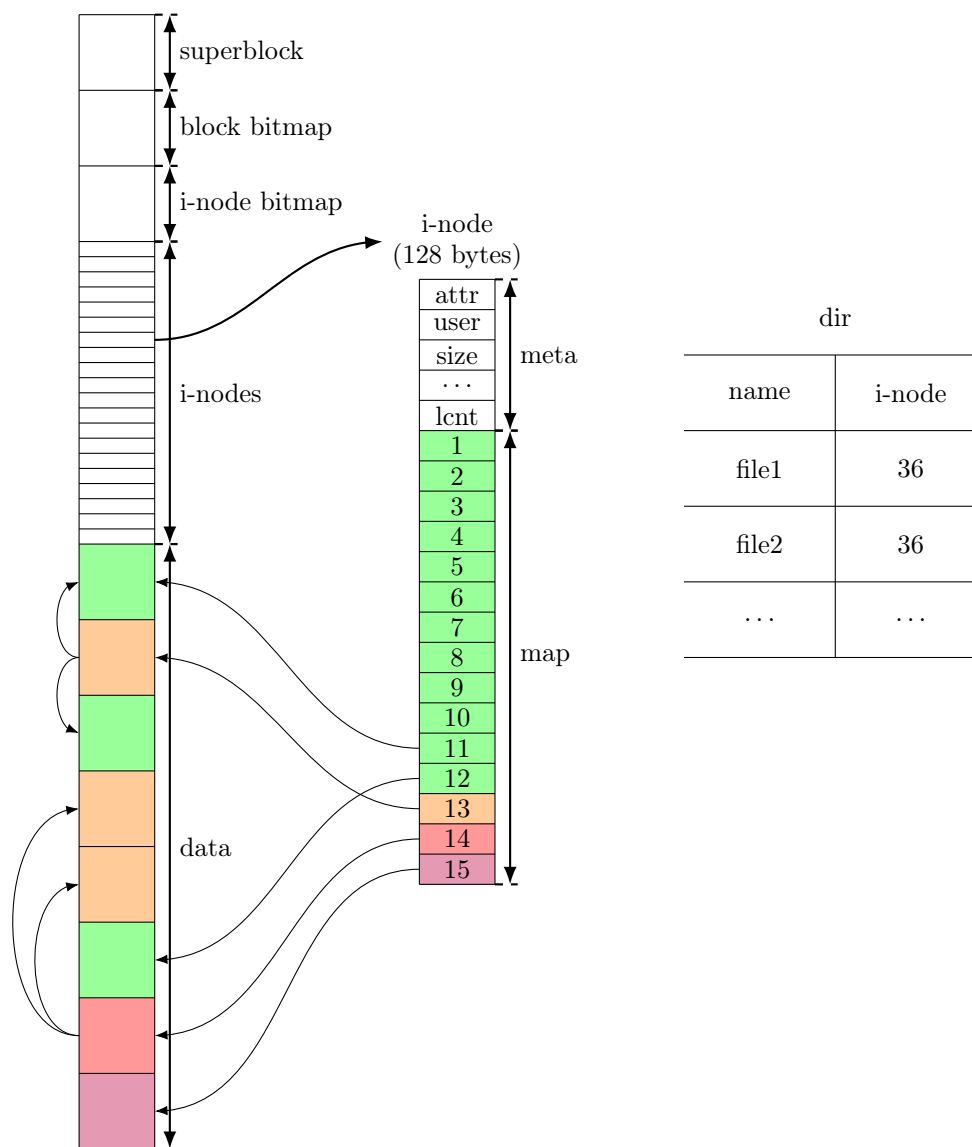 superblock
block bitmap
i-node bitmap
i-nodes
data
i-node
(128 bytes)
attr
user
size
···
lcnt
meta
1
2
3
4
5
6
7
8
9
10
11
12
13
14
15
map
dir
name i-node
file1 36
file2 36
··· ···